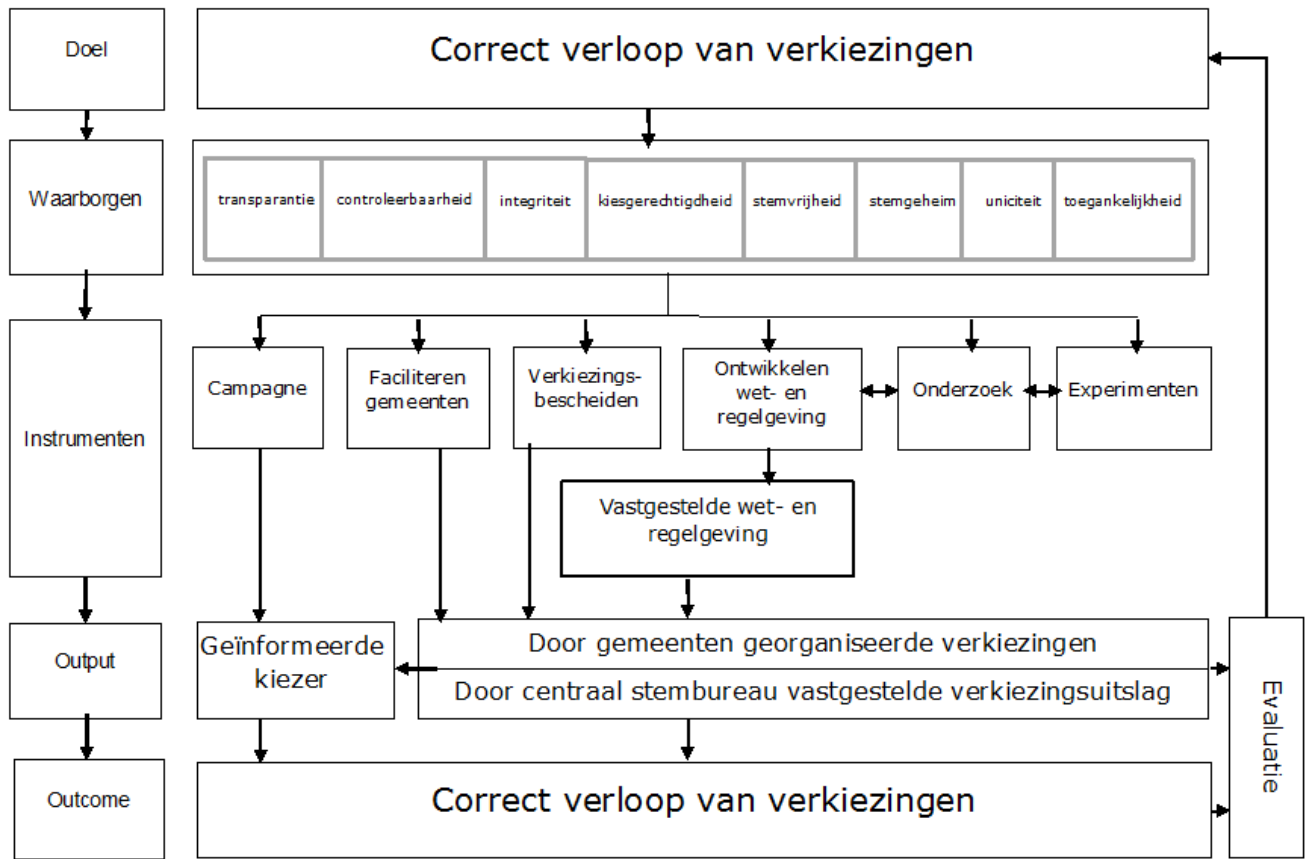 Doel
Correct verloop van verkiezingen
Waarborgen
transparantie
controleerbaarheid
integriteit
kiesgerechtigdheid
stemvrijheid
stemgeheim
uniciteit
toegankelijkheid
Instrumenten
Campagne
Faciliteren
gemeenten
Verkiezings-
bescheiden
Ontwikkelen
wet- en
regelgeving
Onderzoek
Experimenten
Vastgestelde wet- en
regelgeving
Output
Geïnformeerde
kiezer
Door gemeenten georganiseerde verkiezingen
Door centraal stembureau vastgestelde verkiezingsuitslag
Evaluatie
Outcome
Correct verloop van verkiezingen